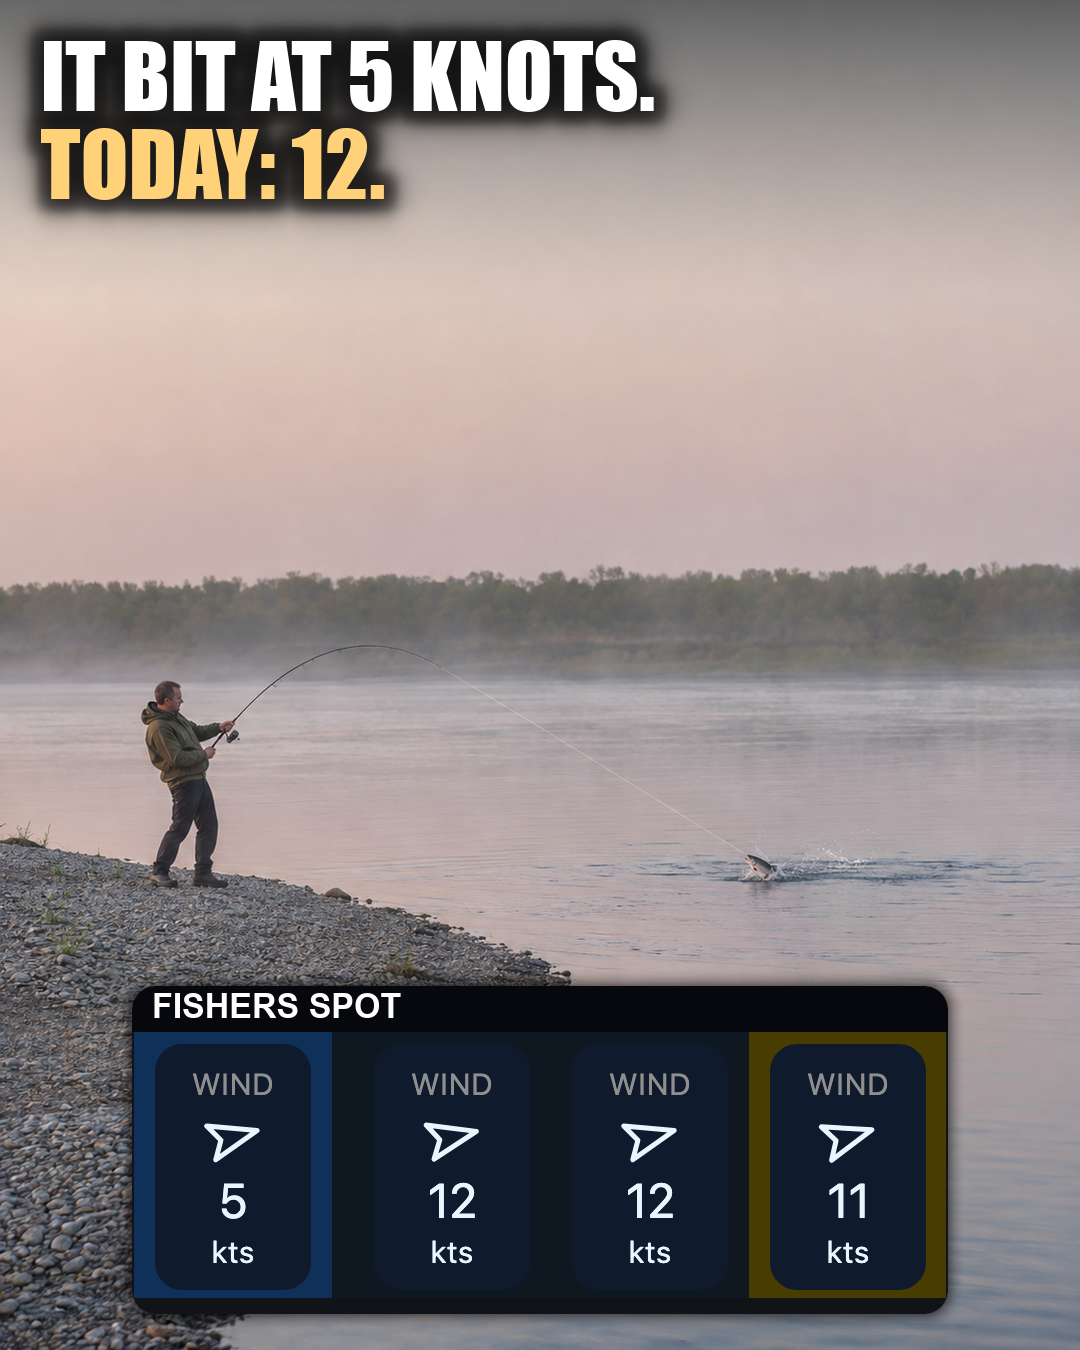 IT BIT AT 5 KNOTS.
TODAY: 12.
FISHERS SPOT
WIND WIND WIND WIND
5 12 12 11
kts kts kts kts